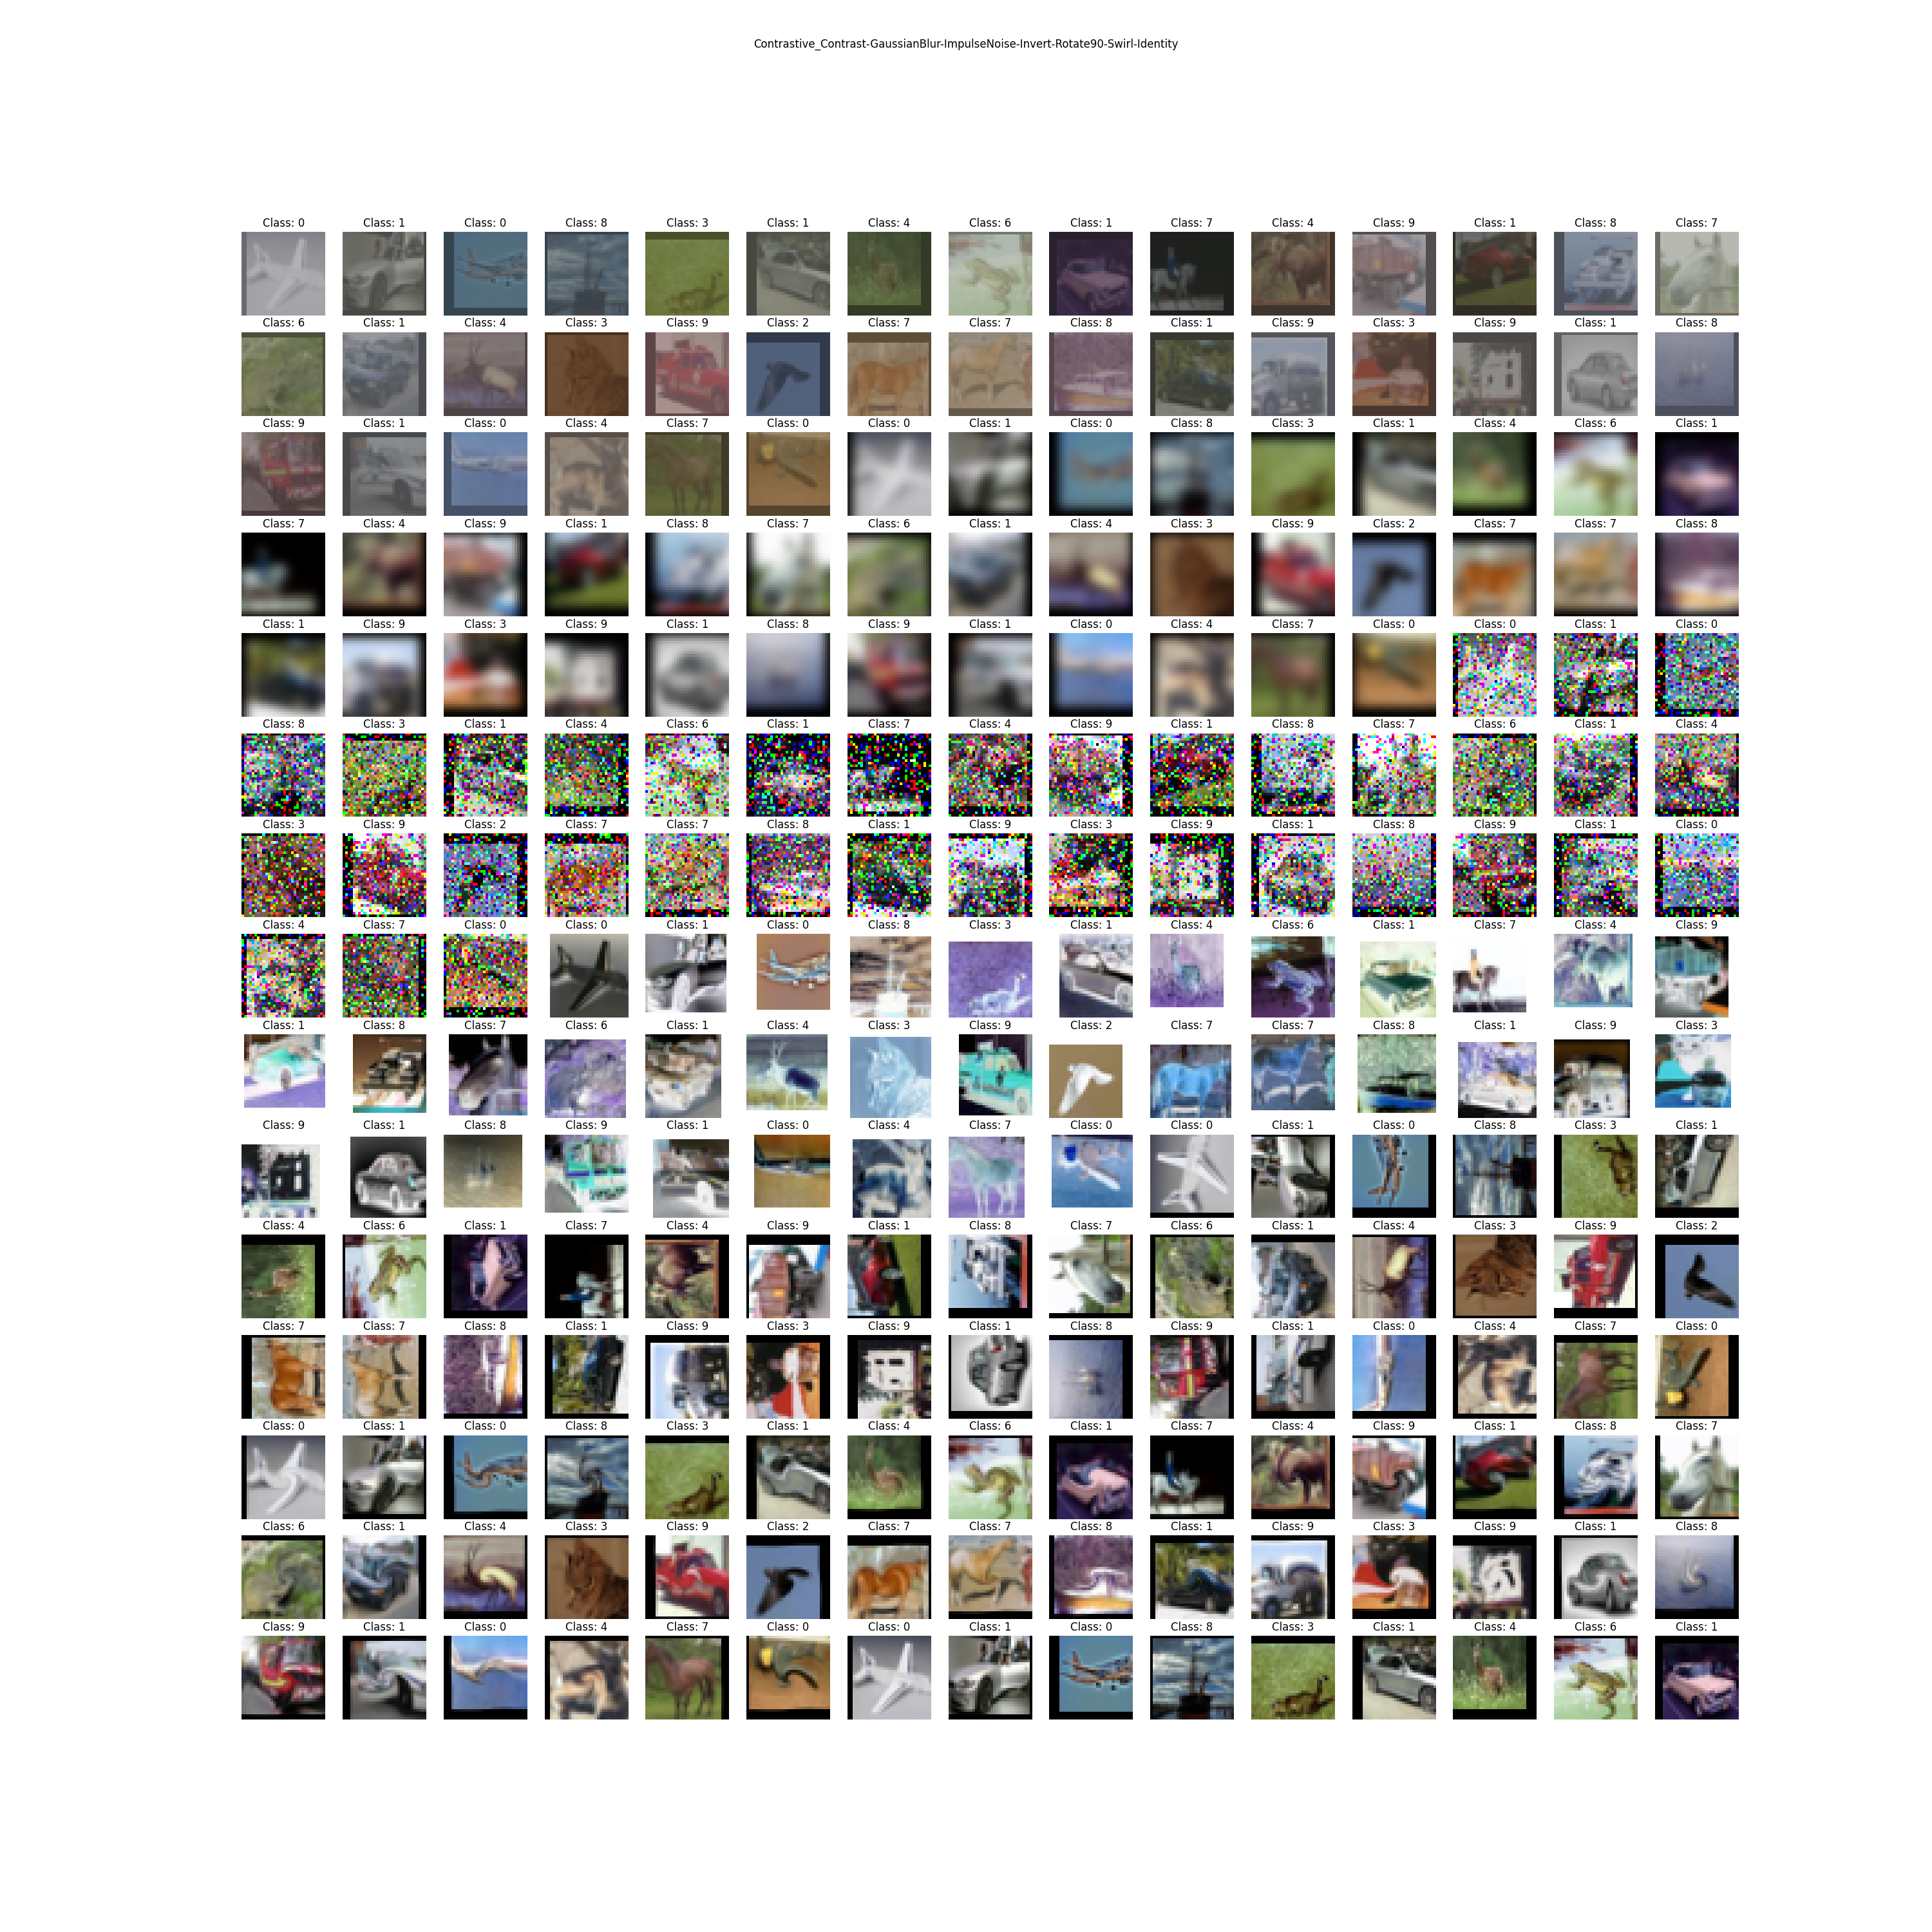 Contrastive_Contrast-GaussianBlur-ImpulseNoise-Invert-Rotate90-Swirl-Identity
Class: 0 Class: 1 Class: 0 Class: 8 Class: 3 Class: 1 Class: 4 Class: 6 Class: 1 Class: 7 Class: 4 Class: 9 Class: 1 Class: 8 Class: 7
Class: 6 Class: 1 Class: 4 Class: 3 Class: 9 Class: 2 Class: 7 Class: 7 Class: 8 Class: 1 Class: 9 Class: 3 Class: 9 Class: 1 Class: 8
Class: 9 Class: 1 Class: 0 Class: 4 Class: 7 Class: 0 Class: 0 Class: 1 Class: 0 Class: 8 Class: 3 Class: 1 Class: 4 Class: 6 Class: 1
Class: 7 Class: 4 Class: 9 Class: 1 Class: 8 Class: 7 Class: 6 Class: 1 Class: 4 Class: 3 Class: 9 Class: 2 Class: 7 Class: 7 Class: 8
Class: 1 Class: 9 Class: 3 Class: 9 Class: 1 Class: 8 Class: 9 Class: 1 Class: 0 Class: 4 Class: 7 Class: 0 Class: 0 Class: 1 Class: 0
Class: 8 Class: 3 Class: 1 Class: 4 Class: 6 Class: 1 Class: 7 Class: 4 Class: 9 Class: 1 Class: 8 Class: 7 Class: 6 Class: 1 Class: 4
Class: 3 Class: 9 Class: 2 Class: 7 Class: 7 Class: 8 Class: 1 Class: 9 Class: 3 Class: 9 Class: 1 Class: 8 Class: 9 Class: 1 Class: 0
Class: 4 Class: 7 Class: 0 Class: 0 Class: 1 Class: 0 Class: 8 Class: 3 Class: 1 Class: 4 Class: 6 Class: 1 Class: 7 Class: 4 Class: 9
Class: 1 Class: 8 Class: 7 Class: 6 Class: 1 Class: 4 Class: 3 Class: 9 Class: 2 Class: 7 Class: 7 Class: 8 Class: 1 Class: 9 Class: 3
Class: 9 Class: 1 Class: 8 Class: 9 Class: 1 Class: 0 Class: 4 Class: 7 Class: 0 Class: 0 Class: 1 Class: 0 Class: 8 Class: 3 Class: 1
Class: 4 Class: 6 Class: 1 Class: 7 Class: 4 Class: 9 Class: 1 Class: 8 Class: 7 Class: 6 Class: 1 Class: 4 Class: 3 Class: 9 Class: 2
Class: 7 Class: 7 Class: 8 Class: 1 Class: 9 Class: 3 Class: 9 Class: 1 Class: 8 Class: 9 Class: 1 Class: 0 Class: 4 Class: 7 Class: 0
Class: 0 Class: 1 Class: 0 Class: 8 Class: 3 Class: 1 Class: 4 Class: 6 Class: 1 Class: 7 Class: 4 Class: 9 Class: 1 Class: 8 Class: 7
Class: 6 Class: 1 Class: 4 Class: 3 Class: 9 Class: 2 Class: 7 Class: 7 Class: 8 Class: 1 Class: 9 Class: 3 Class: 9 Class: 1 Class: 8
Class: 9 Class: 1 Class: 0 Class: 4 Class: 7 Class: 0 Class: 0 Class: 1 Class: 0 Class: 8 Class: 3 Class: 1 Class: 4 Class: 6 Class: 1